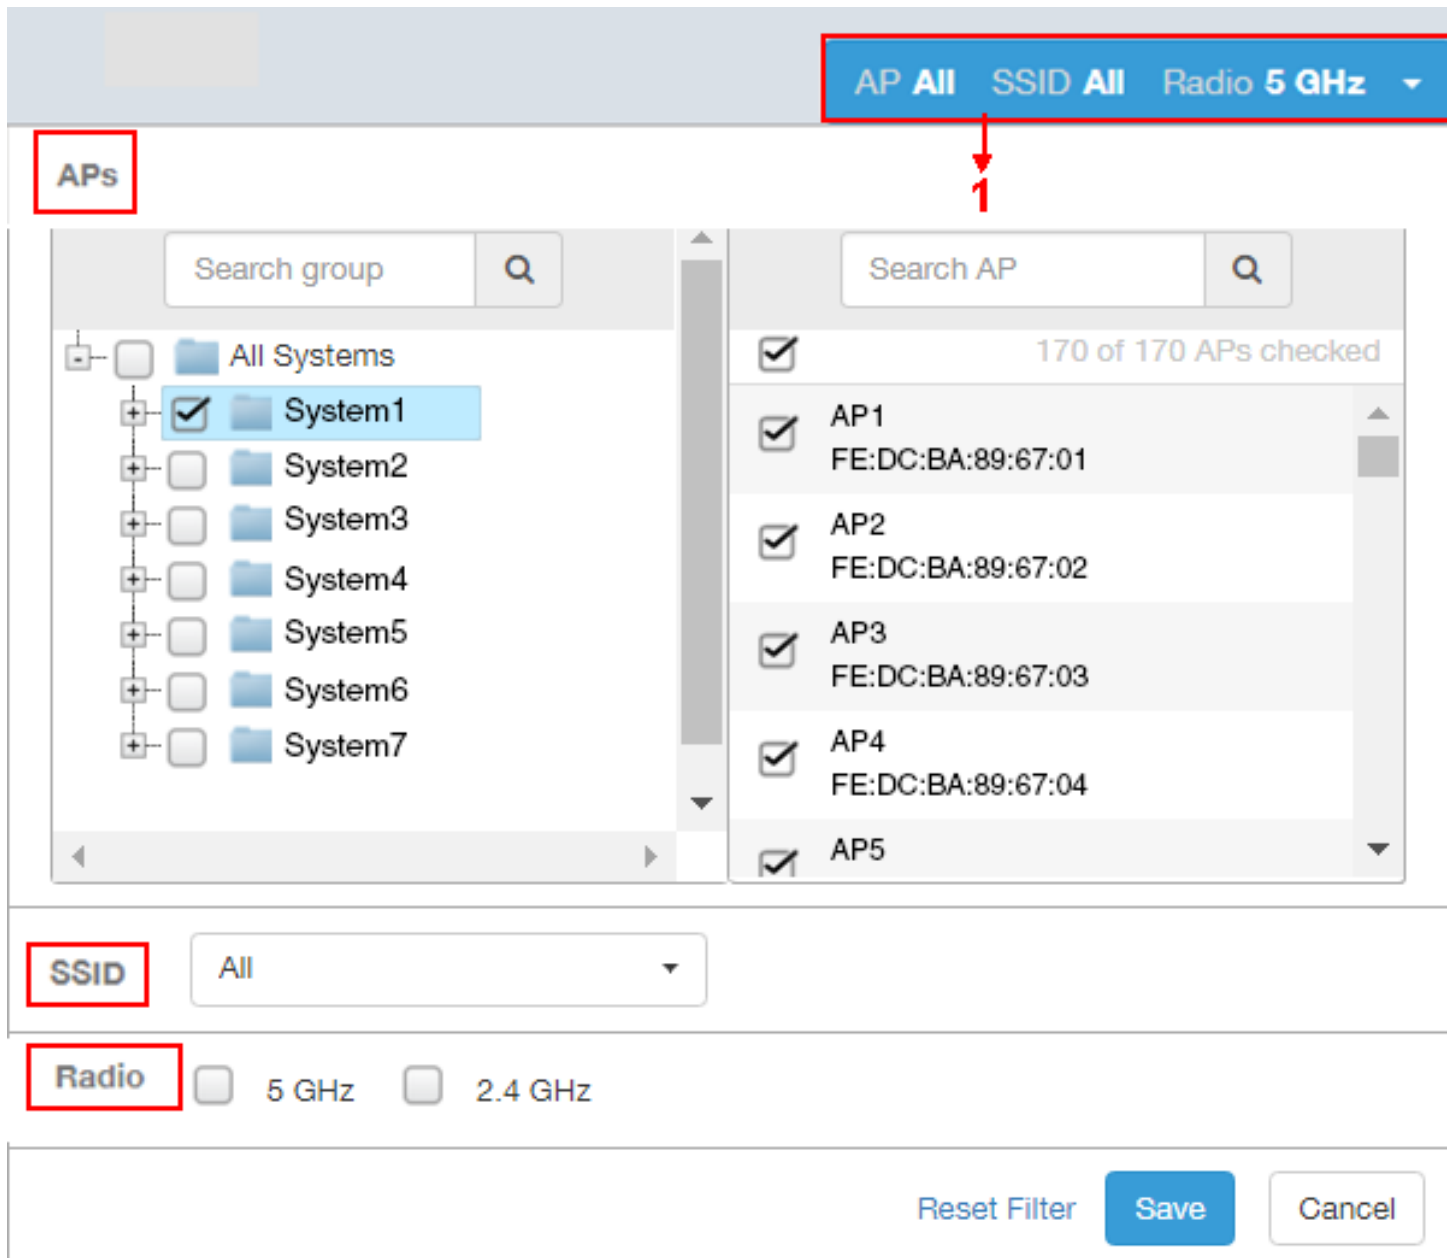 AP All SSID All Radio 5 GHz
1
APs
Search group
Search AP
All Systems
System1
System2
System3
System4
System5
System6
System7
170 of 170 APs checked
AP1
FE:DC:BA:89:67:01
AP2
FE:DC:BA:89:67:02
AP3
FE:DC:BA:89:67:03
AP4
FE:DC:BA:89:67:04
AP5
SSID
All
Radio
5 GHz
2.4 GHz
Reset Filter
Save
Cancel